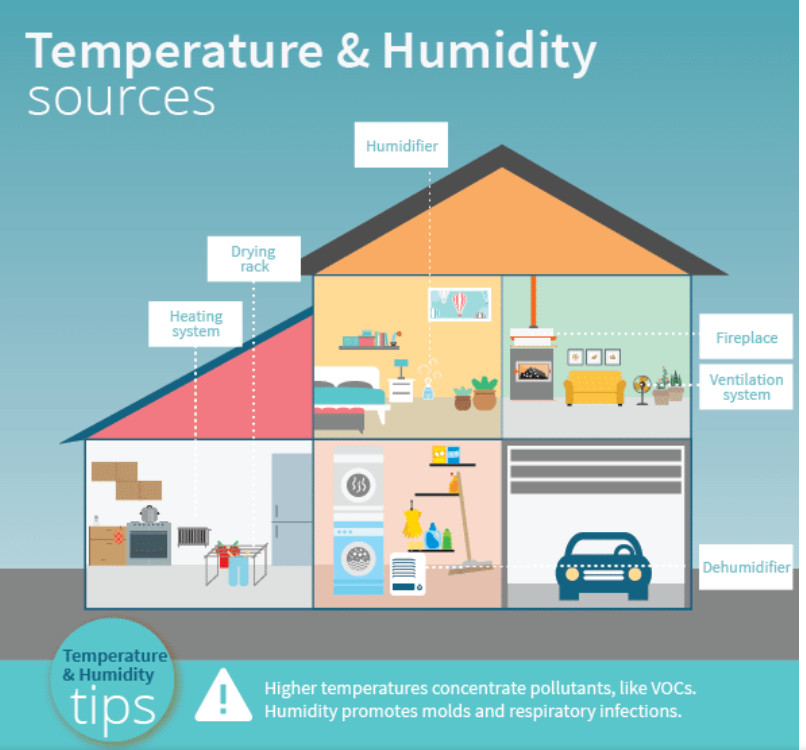 Temperature & Humidity
sources
Humidifier
Drying
rack
Heating
system
Fireplace
Ventilation
system
Dehumidifier
Temperature
& Humidity
tips
Higher temperatures concentrate pollutants, like VOCs.
Humidity promotes molds and respiratory infections.